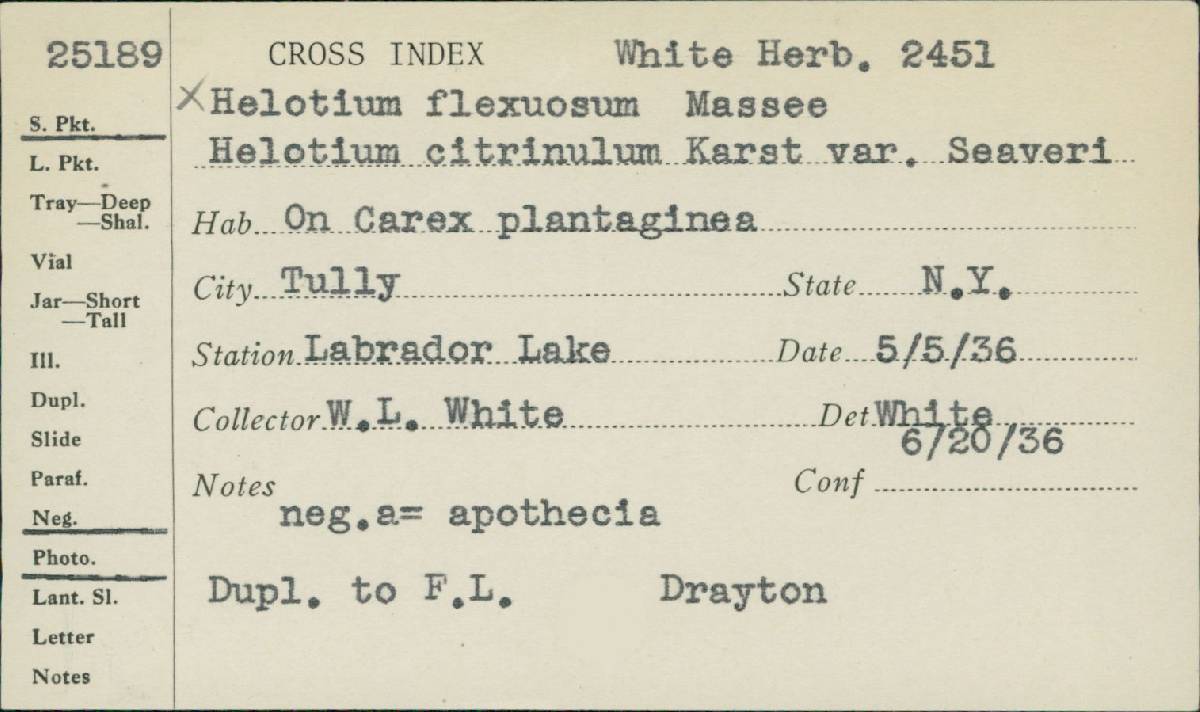 25189 CROSS INDEX White Herb. 2451
XHelotium flexuosum Massee
Helotium citrinulum Karst var. Seaveri
Hab. On Carex plantaginea
City Tully State N.Y.
Station Labrador Lake Date 5/5/36
Collector W.L. White Det White
6/20/36
Notes Conf
neg.a= apothecia
Dupl. to F.L. Drayton
S. Pkt.
L. Pkt.
Tray—Deep
—Shal.
Vial
Jar—Short
—Tall
Ill.
Dupl.
Slide
Paraf.
Neg.
Photo.
Lant. Sl.
Letter
Notes